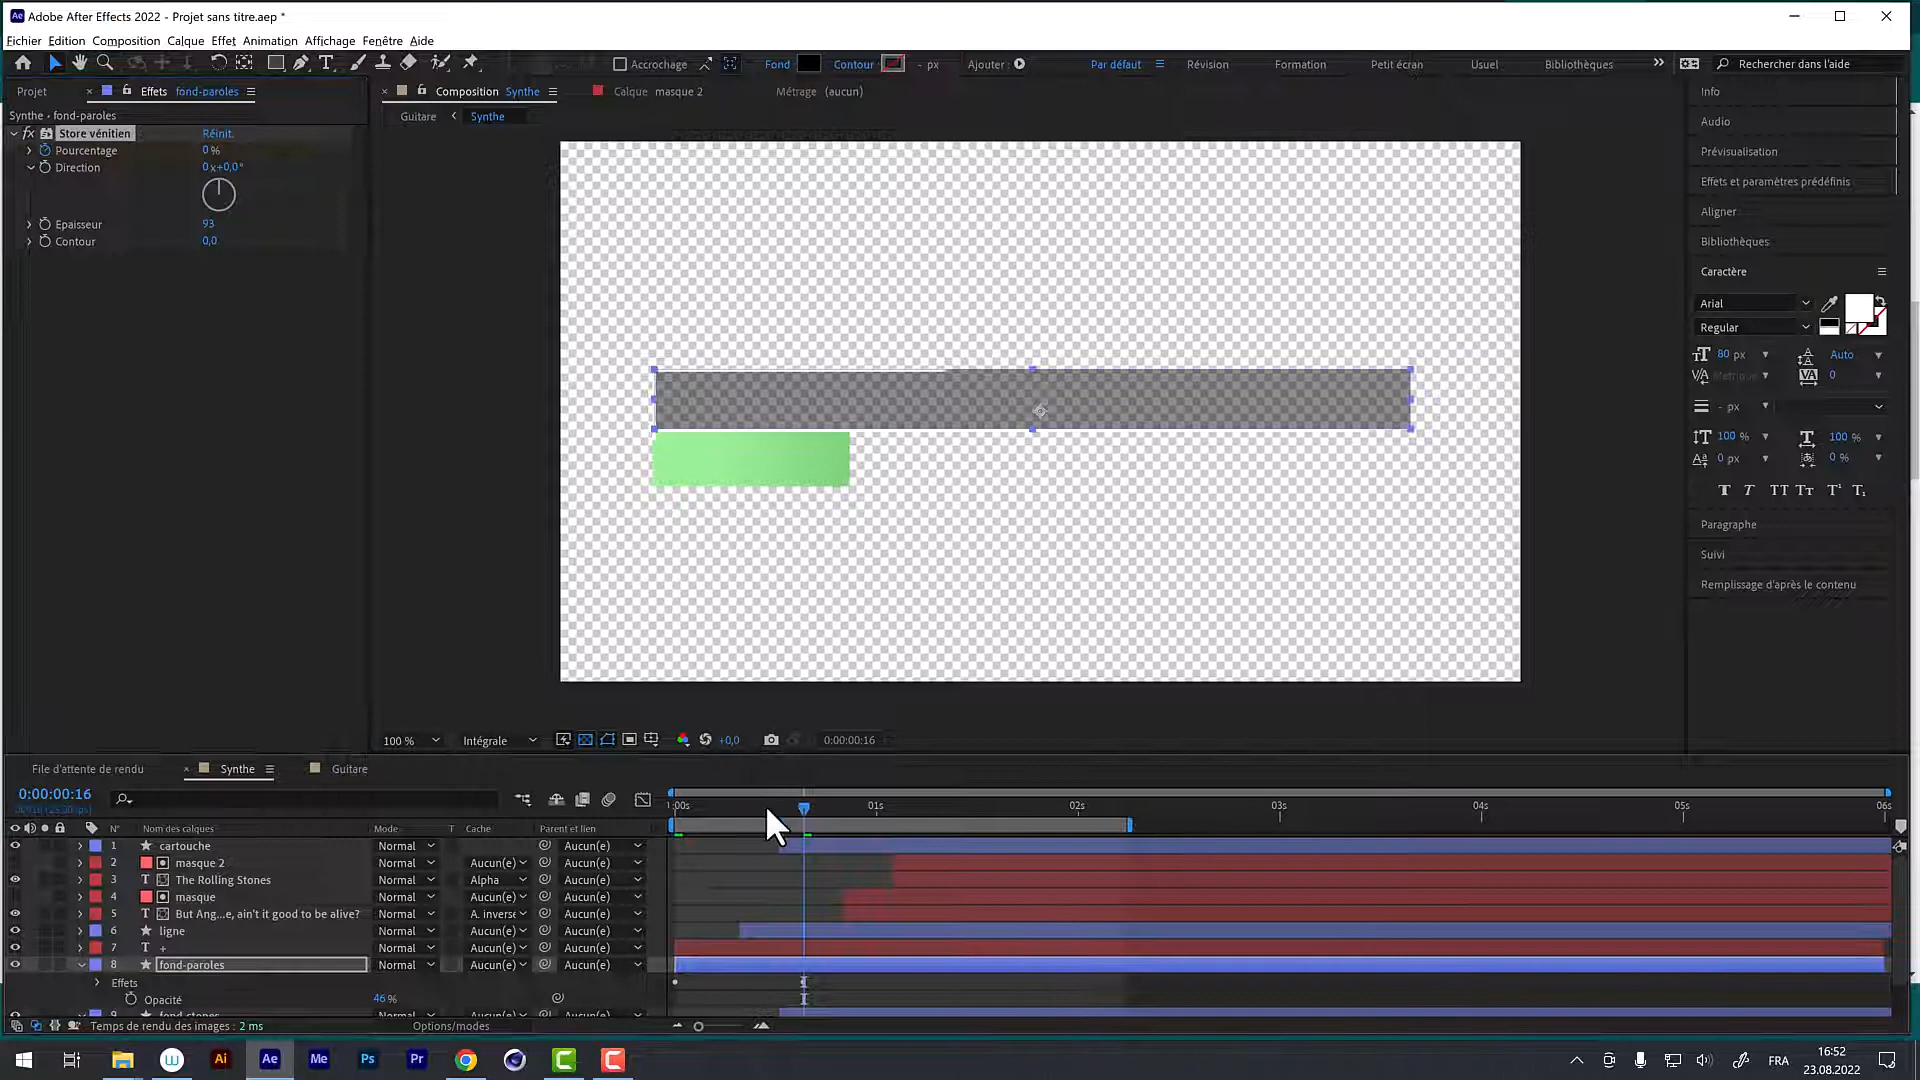 Adobe After Effects 2022 - Projet sans titre.aep *
Fichier Edition Composition Calque Effet Animation Affichage Fenêtre Aide
Accrochage Fond Contour - px Ajouter : Par défaut Révision Formation Petit écran Usuel Bibliothèques Rechercher dans l'aide
Projet Effets fond-paroles
Composition Synthe Calque masque 2 Métrage (aucun)
Synthe • fond-paroles
Guitare Synthe
fx Store vénitien Réinit.
Pourcentage 0 %
Direction 0 x+0,0°
Epaisseur 93
Contour 0,0
Info
Audio
Prévisualisation
Effets et paramètres prédéfinis
Aligner
Bibliothèques
Caractère
Arial
Regular
80 px Auto
Métrique 0
- px
100 % 100 %
0 px 0 %
T T TT Tт T¹ T₁
Paragraphe
Suivi
Remplissage d'après le contenu
100 % Intégrale +0,0 0:00:00:16
File d'attente de rendu Synthe Guitare
0:00:00:16
:00s 01s 02s 03s 04s 05s 06s
N° Nom des calques Mode T Cache Parent et lien
1 cartouche Normal Aucun(e)
2 masque 2 Normal Aucun(e) Aucun(e)
3 T The Rolling Stones Normal Alpha Aucun(e)
4 masque Normal Aucun(e) Aucun(e)
5 T But Ang...e, ain't it good to be alive? Normal A. inverse Aucun(e)
6 ligne Normal Aucun(e) Aucun(e)
7 T + Normal Aucun(e) Aucun(e)
8 fond-paroles Normal Aucun(e) Aucun(e)
Effets
Opacité 46 %
Temps de rendu des images : 2 ms Options/modes
Ai Ae Me Ps Pr C C
FRA
16:52
23.08.2022